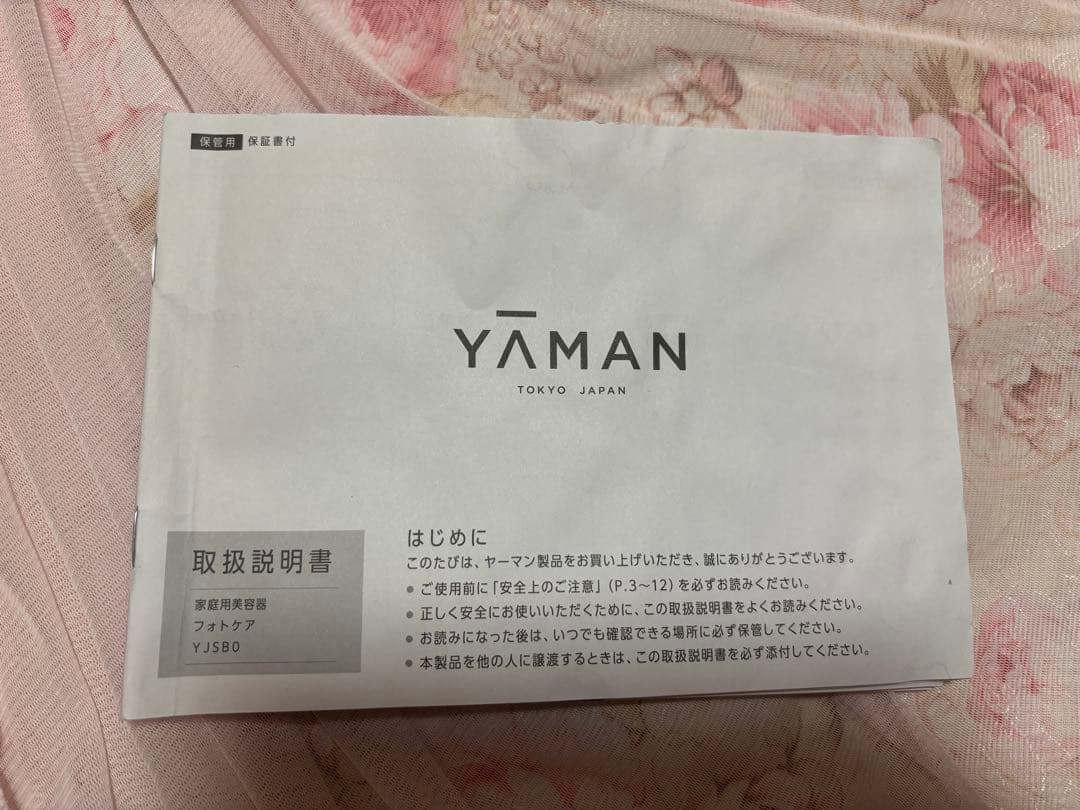 保管用 保証書付
YĀMAN
TOKYO JAPAN
取扱説明書
家庭用美容器
フォトケア
YJSB0
はじめに
このたびは、ヤーマン製品をお買い上げいただき、誠にありがとうございます。
● ご使用前に「安全上のご注意」(P.3〜12)を必ずお読みください。
● 正しく安全にお使いいただくために、この取扱説明書をよくお読みください。
● お読みになった後は、いつでも確認できる場所に必ず保管してください。
● 本製品を他の人に譲渡するときは、この取扱説明書を必ず添付してください。